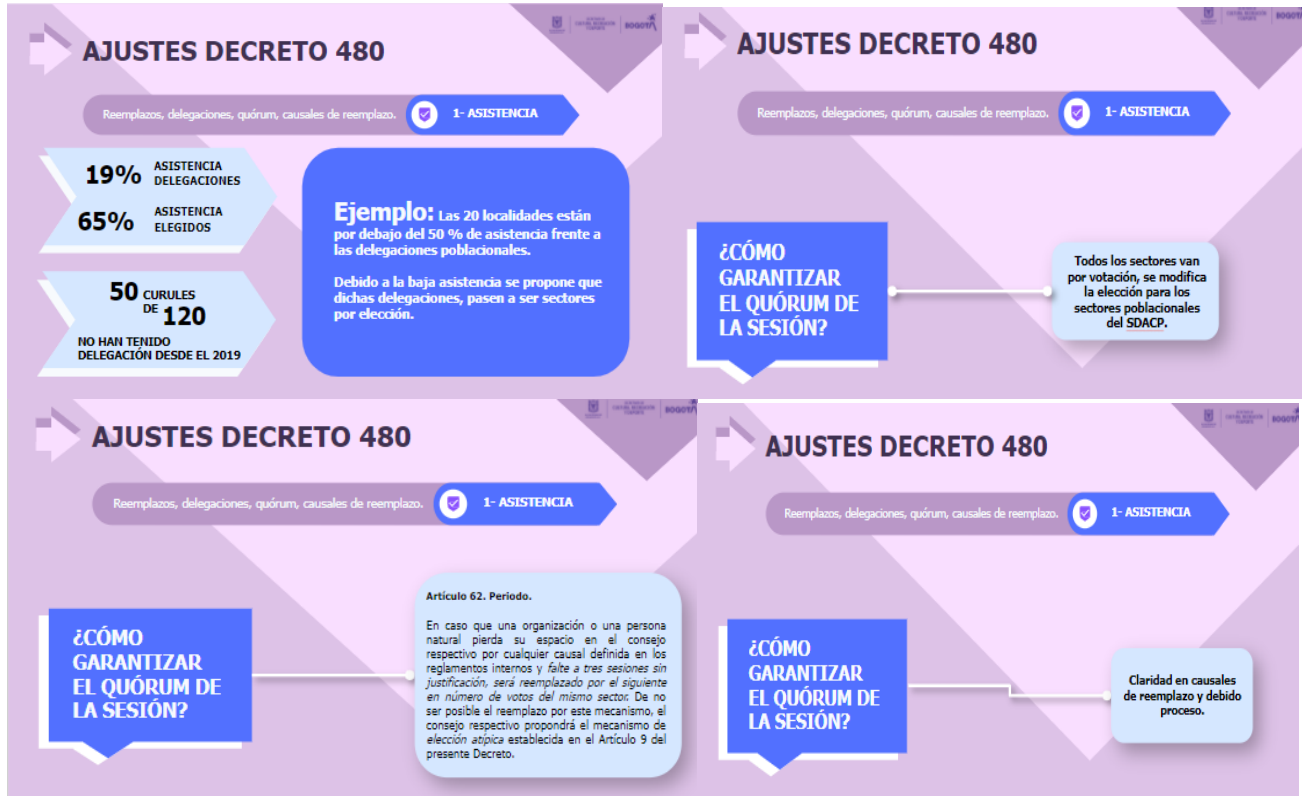 AJUSTES DECRETO 480
BOGOTÁ
Reemplazos, delegaciones, quórum, causales de reemplazo.
1- ASISTENCIA
19% ASISTENCIA
DELEGACIONES
65% ASISTENCIA
ELEGIDOS
50 CURULES
DE 120
NO HAN TENIDO
DELEGACIÓN DESDE EL 2019
Ejemplo: Las 20 localidades están
por debajo del 50 % de asistencia frente a
las delegaciones poblacionales.
Debido a la baja asistencia se propone que
dichas delegaciones, pasen a ser sectores
por elección.
AJUSTES DECRETO 480
BOGOTÁ
Reemplazos, delegaciones, quórum, causales de reemplazo.
1- ASISTENCIA
¿CÓMO
GARANTIZAR
EL QUÓRUM DE
LA SESIÓN?
Todos los sectores van
por votación, se modifica
la elección para los
sectores poblacionales
del SDACP.
AJUSTES DECRETO 480
BOGOTÁ
Reemplazos, delegaciones, quórum, causales de reemplazo.
1- ASISTENCIA
¿CÓMO
GARANTIZAR
EL QUÓRUM DE
LA SESIÓN?
Artículo 62. Periodo.
En caso que una organización o una persona
natural pierda su espacio en el consejo
respectivo por cualquier causal definida en los
reglamentos internos y falte a tres sesiones sin
justificación, será reemplazado por el siguiente
en número de votos del mismo sector. De no
ser posible el reemplazo por este mecanismo, el
consejo respectivo propondrá el mecanismo de
elección atípica establecida en el Artículo 9 del
presente Decreto.
AJUSTES DECRETO 480
BOGOTÁ
Reemplazos, delegaciones, quórum, causales de reemplazo.
1- ASISTENCIA
¿CÓMO
GARANTIZAR
EL QUÓRUM DE
LA SESIÓN?
Claridad en causales
de reemplazo y debido
proceso.